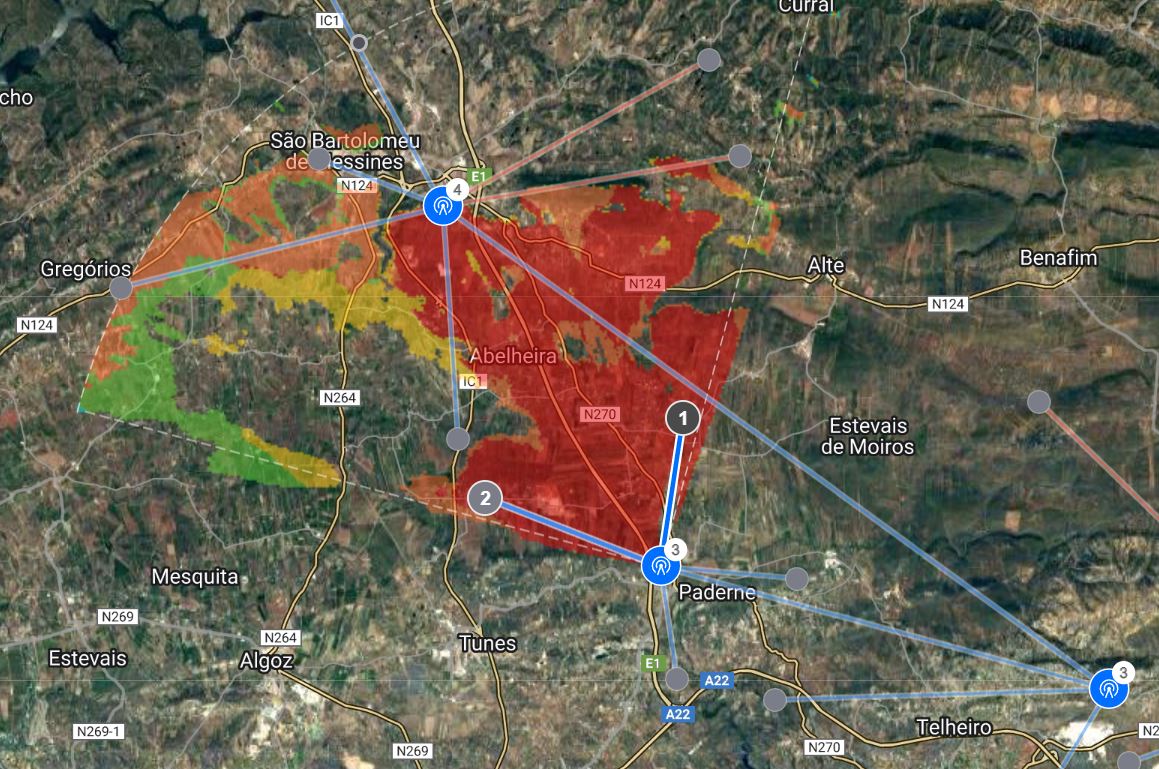 Curral
IC1
cho
São Bartolomeu
de Messines
E1
4
N124
Gregórios
Alte
Benafim
N124
N124
N124
Abelheira
IC1
N264
N270
1
Estevais
de Moiros
2
3
Mesquita
Paderne
N269
N264
Tunes
Estevais
Algoz
E1
A22
3
A22
N269-1
Telheiro
N2
N269
N270